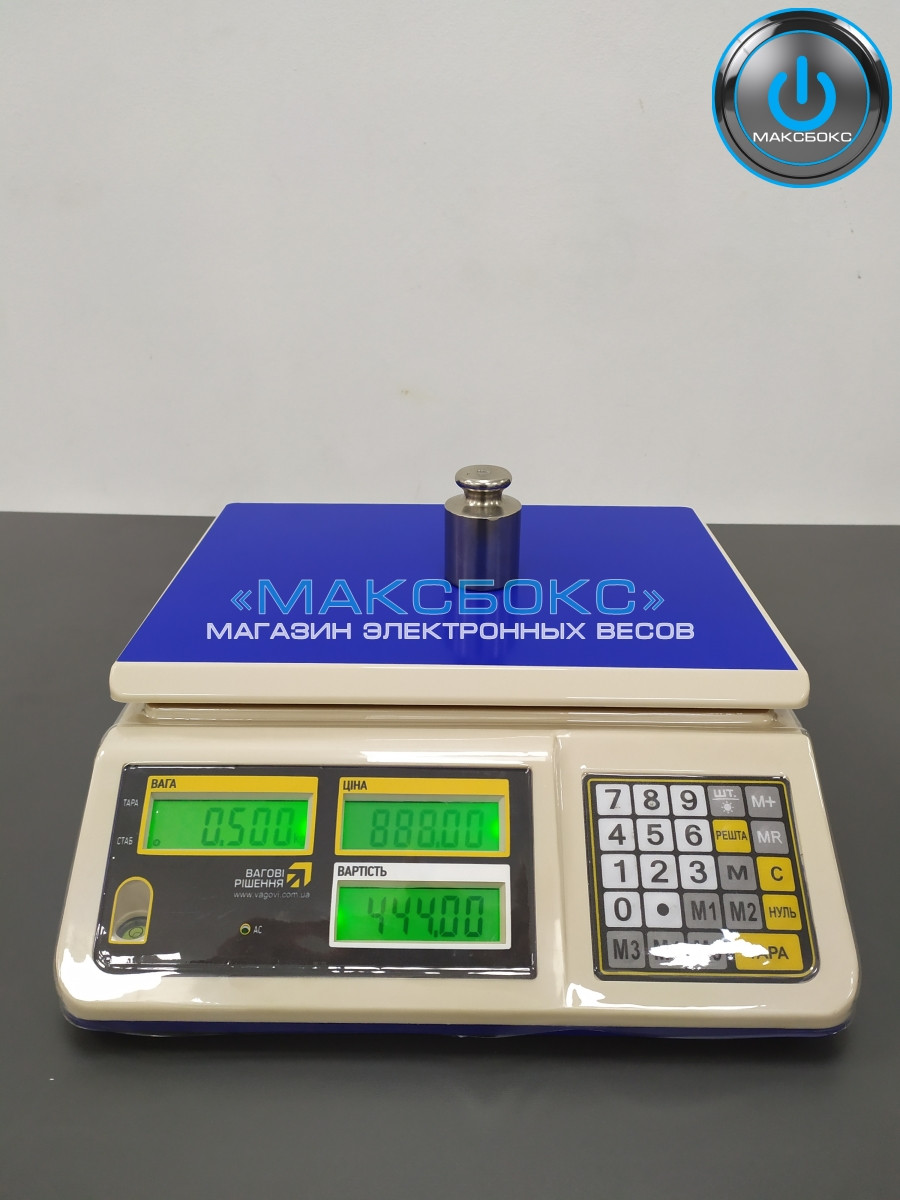 МАКСБОКС
«МАКСБОКС»
МАГАЗИН ЭЛЕКТРОННЫХ ВЕСОВ
ВАГА
ЦІНА
ТАРА
0.500
888.00
СТАБ
ВАРТІСТЬ
444.00
ВАГОВІ
РІШЕННЯ
www.vagovi.com.ua
AC
7 8 9 ШТ. M+
4 5 6 РЕШТА MR
1 2 3 M C
0 • M1 M2 НУЛЬ
M3